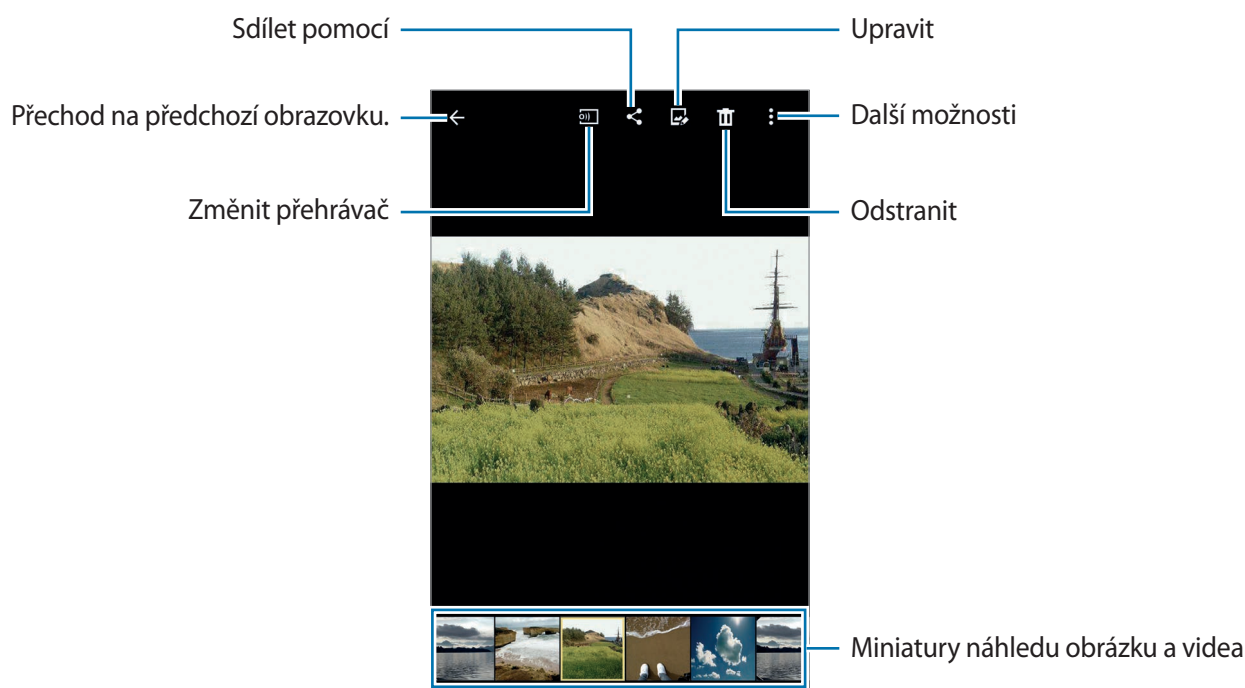 Sdílet pomocí
Upravit
Přechod na předchozí obrazovku.
Další možnosti
Změnit přehrávač
Odstranit
Miniatury náhledu obrázku a videa